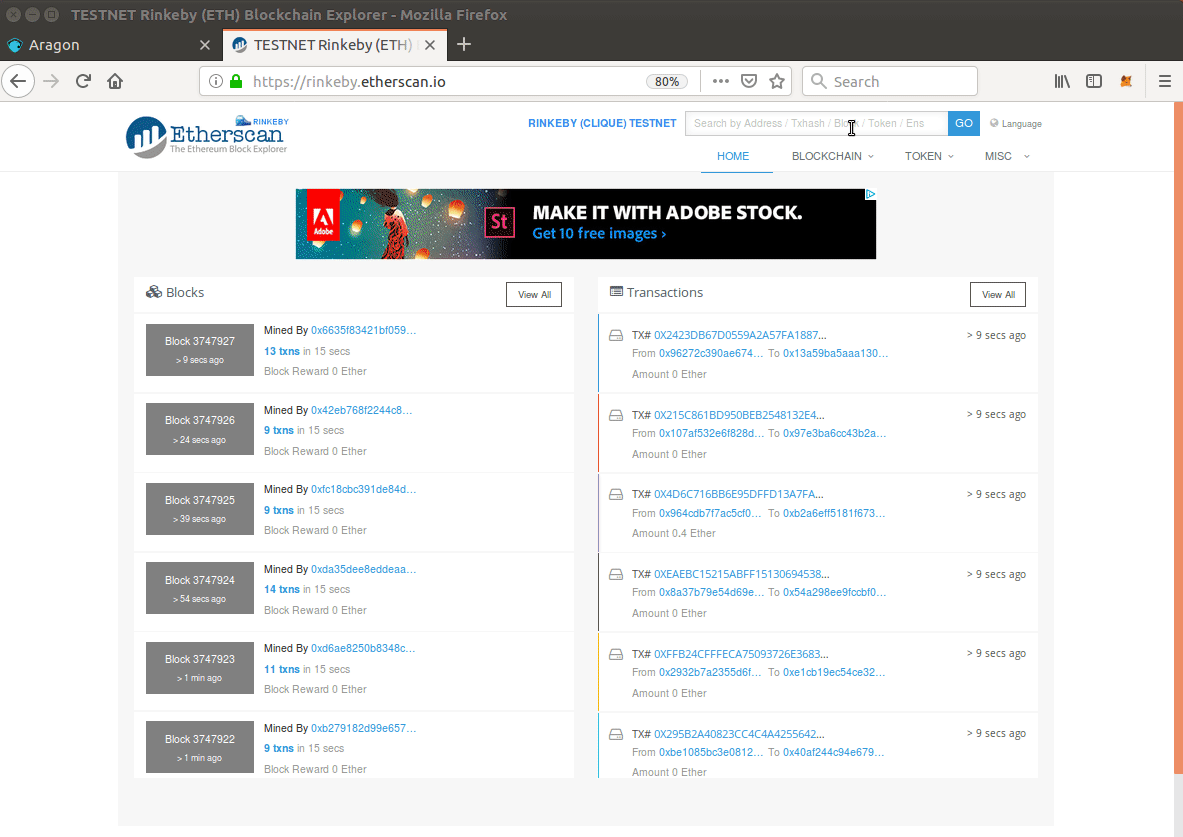 TESTNET Rinkeby (ETH) Blockchain Explorer - Mozilla Firefox
Aragon
TESTNET Rinkeby (ETH)
https://rinkeby.etherscan.io
80%
Search
RINKEBY
Etherscan
The Ethereum Block Explorer
RINKEBY (CLIQUE) TESTNET
Search by Address / Txhash / Block / Token / Ens
GO
Language
HOME
BLOCKCHAIN
TOKEN
MISC
Adobe
St
MAKE IT WITH ADOBE STOCK.
Get 10 free images ›
Blocks
View All
Block 3747927
> 9 secs ago
Mined By 0x6635f83421bf059...
13 txns in 15 secs
Block Reward 0 Ether
Block 3747926
> 24 secs ago
Mined By 0x42eb768f2244c8...
9 txns in 15 secs
Block Reward 0 Ether
Block 3747925
> 39 secs ago
Mined By 0xfc18cbc391de84d...
9 txns in 15 secs
Block Reward 0 Ether
Block 3747924
> 54 secs ago
Mined By 0xda35dee8eddeaa...
14 txns in 15 secs
Block Reward 0 Ether
Block 3747923
> 1 min ago
Mined By 0xd6ae8250b8348c...
11 txns in 15 secs
Block Reward 0 Ether
Block 3747922
> 1 min ago
Mined By 0xb279182d99e657...
9 txns in 15 secs
Block Reward 0 Ether
Transactions
View All
TX# 0X2423DB67D0559A2A57FA1887...
> 9 secs ago
From 0x96272c390ae674... To 0x13a59ba5aaa130...
Amount 0 Ether
TX# 0X215C861BD950BEB2548132E4...
> 9 secs ago
From 0x107af532e6f828d... To 0x97e3ba6cc43b2a...
Amount 0 Ether
TX# 0X4D6C716BB6E95DFFD13A7FA...
> 9 secs ago
From 0x964cdb7f7ac5cf0... To 0xb2a6eff5181f673...
Amount 0.4 Ether
TX# 0XEAEBC15215ABFF15130694538...
> 9 secs ago
From 0x8a37b79e54d69e... To 0x54a298ee9fccbf0...
Amount 0 Ether
TX# 0XFFB24CFFFECA75093726E3683...
> 9 secs ago
From 0x2932b7a2355d6f... To 0xe1cb19ec54ce32...
Amount 0 Ether
TX# 0X295B2A40823CC4C4A4255642...
> 9 secs ago
From 0xbe1085bc3e0812... To 0x40af244c94e679...
Amount 0 Ether